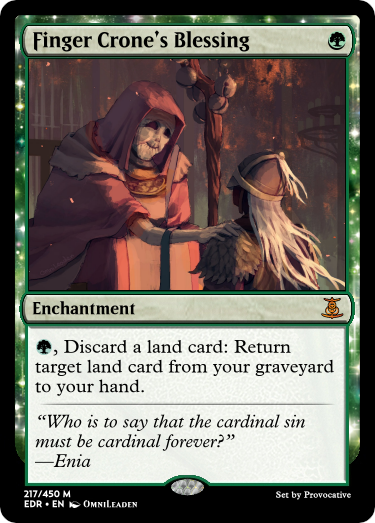 Finger Crone's Blessing
Enchantment
, Discard a land card: Return
target land card from your graveyard
to your hand.
“Who is to say that the cardinal sin
must be cardinal forever?”
—Enia
217/450 M
EDR • EN OmniLeaden
Set by Provocative